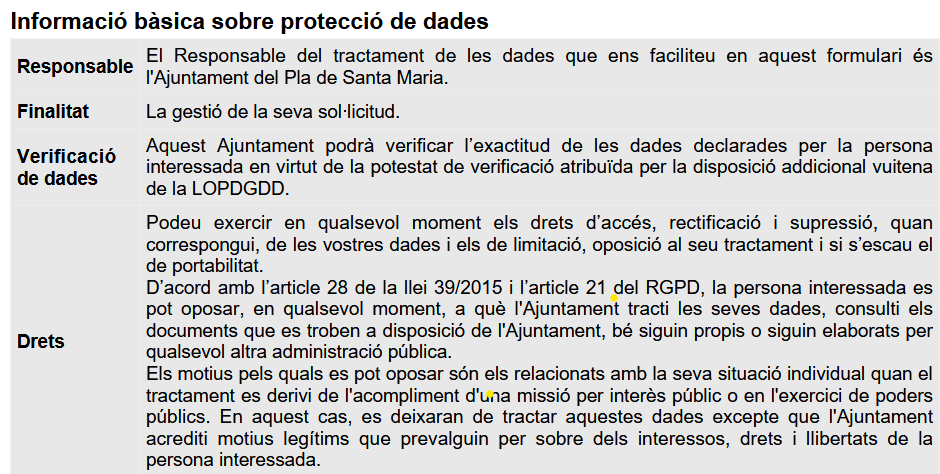 Informació bàsica sobre protecció de dades
Responsable
El Responsable del tractament de les dades que ens faciliteu en aquest formulari és
l'Ajuntament del Pla de Santa Maria.
Finalitat
La gestió de la seva sol·licitud.
Verificació
de dades
Aquest Ajuntament podrà verificar l’exactitud de les dades declarades per la persona
interessada en virtut de la potestat de verificació atribuïda per la disposició addicional vuitena
de la LOPDGDD.
Drets
Podeu exercir en qualsevol moment els drets d’accés, rectificació i supressió, quan
correspongui, de les vostres dades i els de limitació, oposició al seu tractament i si s’escau el
de portabilitat.
D’acord amb l’article 28 de la llei 39/2015 i l’article 21 del RGPD, la persona interessada es
pot oposar, en qualsevol moment, a què l'Ajuntament tracti les seves dades, consulti els
documents que es troben a disposició de l'Ajuntament, bé siguin propis o siguin elaborats per
qualsevol altra administració pública.
Els motius pels quals es pot oposar són els relacionats amb la seva situació individual quan el
tractament es derivi de l'acompliment d'una missió per interès públic o en l'exercici de poders
públics. En aquest cas, es deixaran de tractar aquestes dades excepte que l'Ajuntament
acrediti motius legítims que prevalguin per sobre dels interessos, drets i llibertats de la
persona interessada.